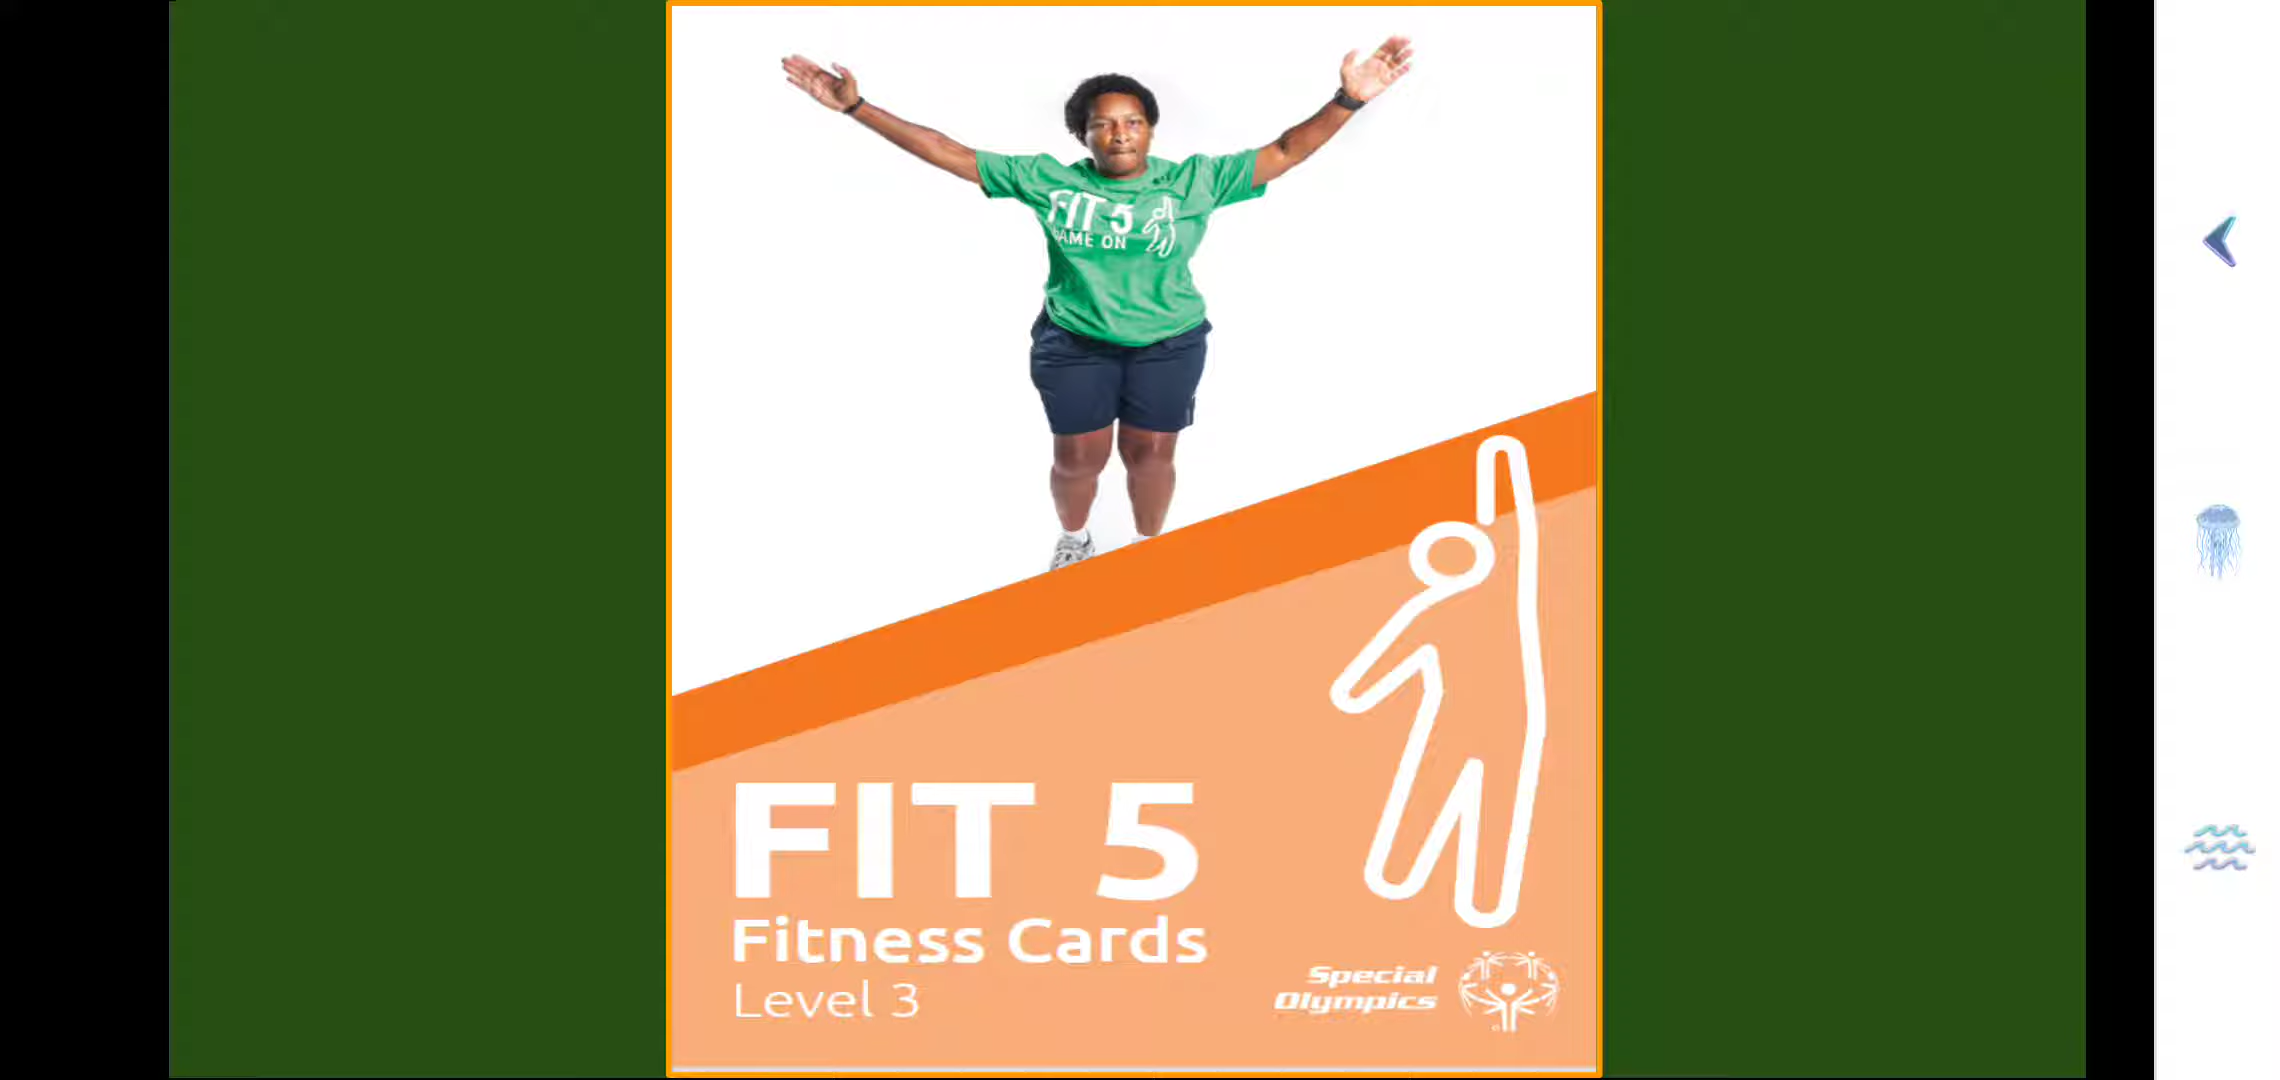 FIT 5
GAME ON
FIT 5
Fitness Cards
Level 3
Special
Olympics